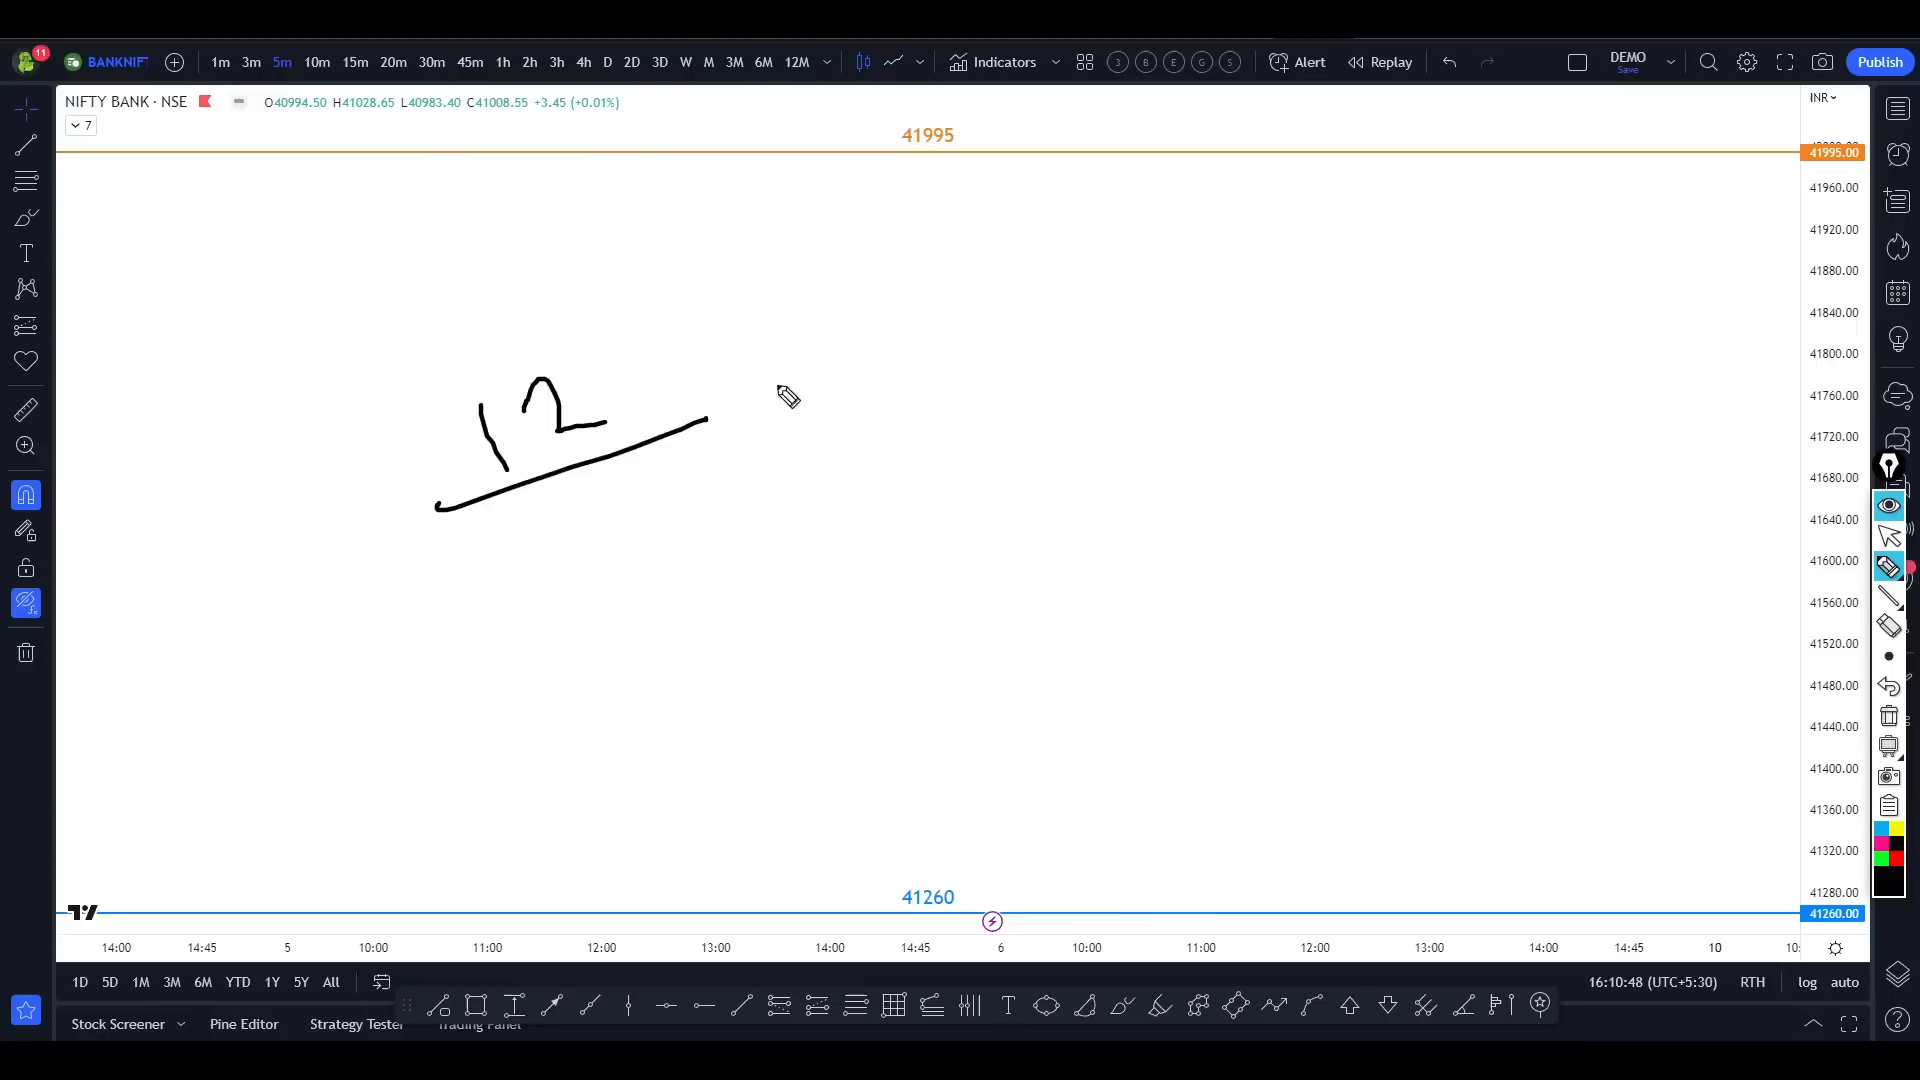 11
BANKNIF
1m 3m 5m 10m 15m 20m 30m 45m 1h 2h 3h 4h D 2D 3D W M 3M 6M 12M
Indicators
J B E G S
Alert
Replay
DEMO
Save
Publish
NIFTY BANK · NSE O40994.50 H41028.65 L40983.40 C41008.55 +3.45 (+0.01%)
INR
7
41995
41995.00
41960.00
41920.00
41880.00
41840.00
41800.00
41760.00
41720.00
41680.00
41640.00
41600.00
41560.00
41520.00
41480.00
41440.00
41400.00
41360.00
41320.00
41280.00
12
41260
41260.00
14:00 14:45 5 10:00 11:00 12:00 13:00 14:00 14:45 6 10:00 11:00 12:00 13:00 14:00 14:45 10 10:
1D 5D 1M 3M 6M YTD 1Y 5Y All
16:10:48 (UTC+5:30) RTH log auto
Stock Screener Pine Editor Strategy Tester Trading Panel